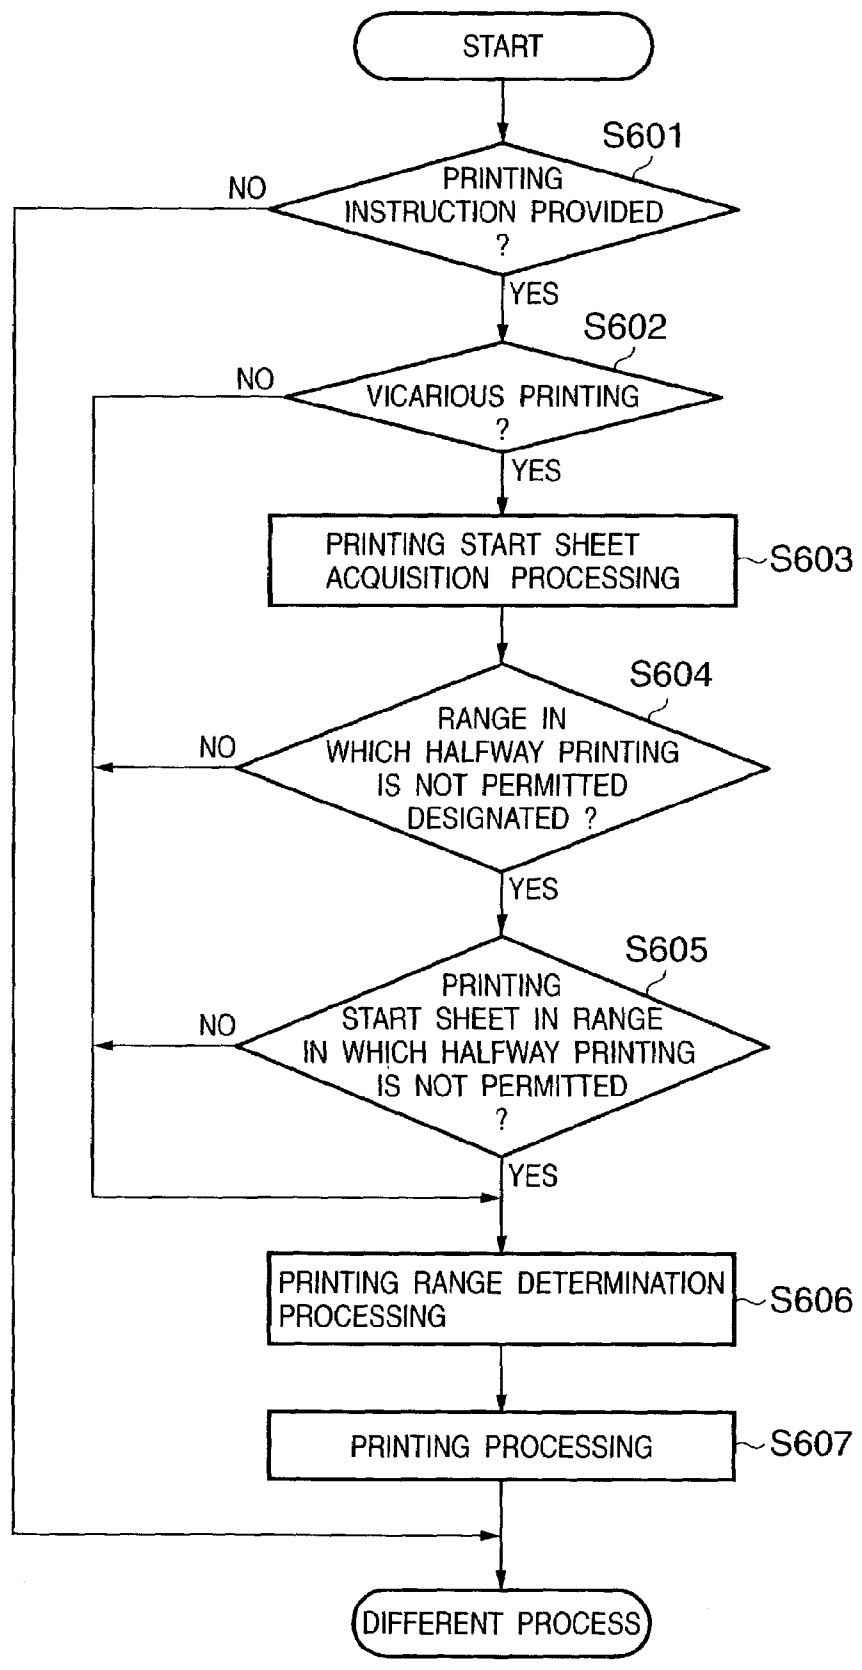 START
S601
PRINTING
INSTRUCTION PROVIDED
?
NO
YES
S602
VICARIOUS PRINTING
?
NO
YES
PRINTING START SHEET
ACQUISITION PROCESSING
S603
S604
RANGE IN
WHICH HALFWAY PRINTING
IS NOT PERMITTED
DESIGNATED ?
NO
YES
S605
PRINTING
START SHEET IN RANGE
IN WHICH HALFWAY PRINTING
IS NOT PERMITTED
?
NO
YES
PRINTING RANGE DETERMINATION
PROCESSING
S606
PRINTING PROCESSING
S607
DIFFERENT PROCESS